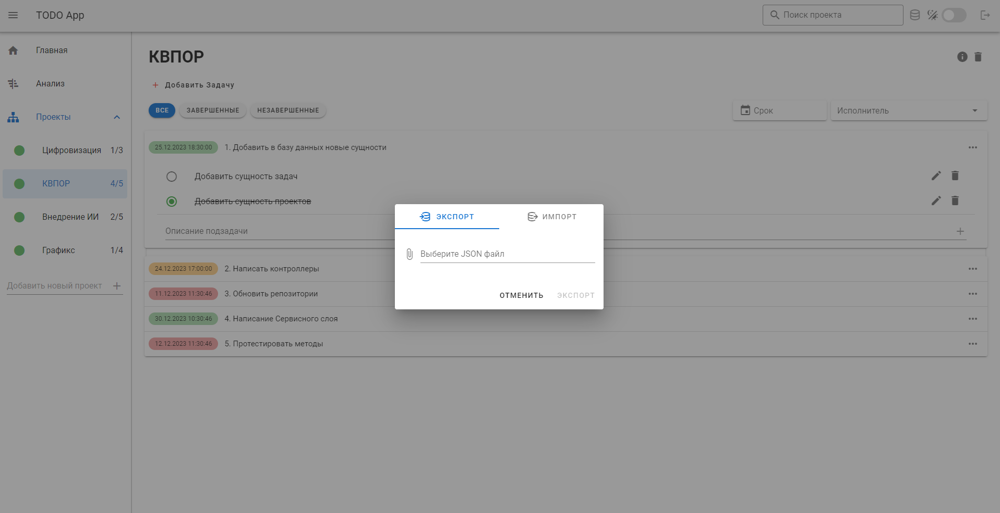 TODO App
Поиск проекта
Главная
Анализ
Проекты
Цифровизация 1/3
КВПОР 4/5
Внедрение ИИ 2/5
Графикс 1/4
Добавить новый проект
КВПОР
Добавить Задачу
ВСЕ ЗАВЕРШЕННЫЕ НЕЗАВЕРШЕННЫЕ
Срок Исполнитель
25.12.2023 18:30:00 1. Добавить в базу данных новые сущности
Добавить сущность задач
Добавить сущность проектов
Описание подзадачи
24.12.2023 17:00:00 2. Написать контроллеры
11.12.2023 11:30:46 3. Обновить репозитории
30.12.2023 10:30:46 4. Написание Сервисного слоя
12.12.2023 11:30:46 5. Протестировать методы
ЭКСПОРТ ИМПОРТ
Выберите JSON файл
ОТМЕНИТЬ ЭКСПОРТ